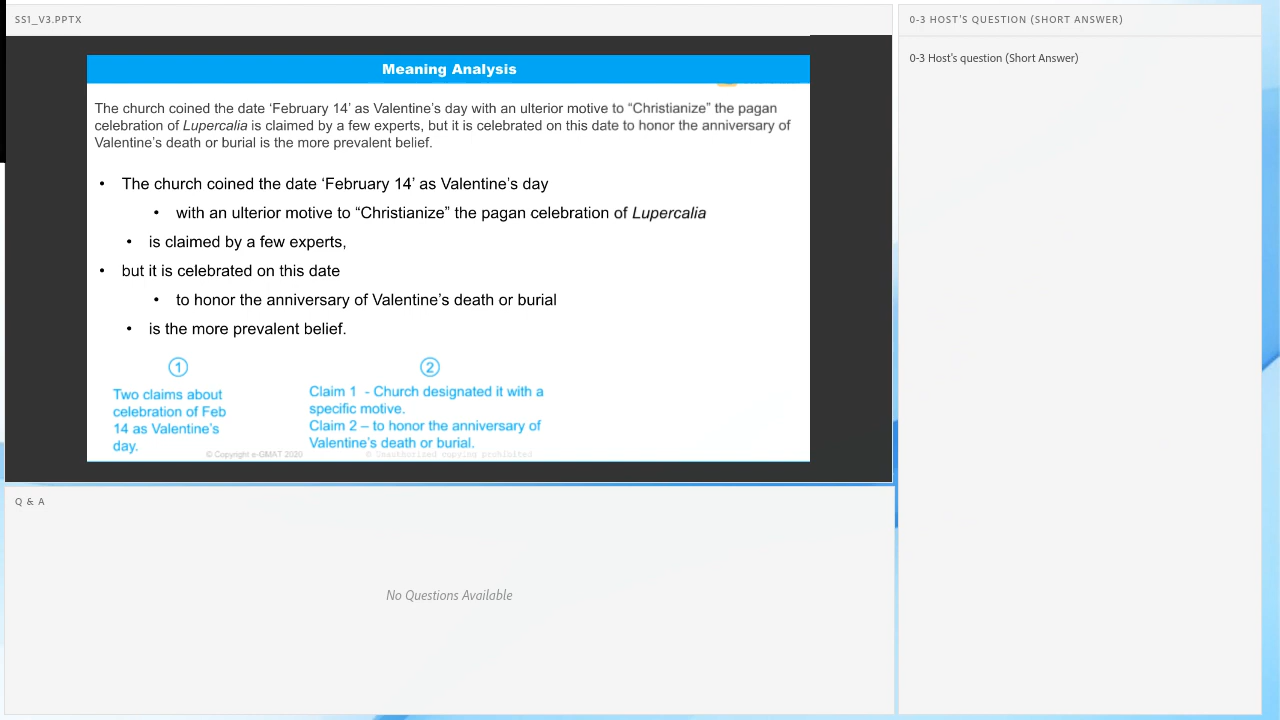 SS1_V3.PPTX
Meaning Analysis
The church coined the date ‘February 14’ as Valentine’s day with an ulterior motive to “Christianize” the pagan
celebration of Lupercalia is claimed by a few experts, but it is celebrated on this date to honor the anniversary of
Valentine’s death or burial is the more prevalent belief.
• The church coined the date ‘February 14’ as Valentine’s day
• with an ulterior motive to “Christianize” the pagan celebration of Lupercalia
• is claimed by a few experts,
• but it is celebrated on this date
• to honor the anniversary of Valentine’s death or burial
• is the more prevalent belief.
1
Two claims about
celebration of Feb
14 as Valentine’s
day.
2
Claim 1 - Church designated it with a
specific motive.
Claim 2 – to honor the anniversary of
Valentine’s death or burial.
© Copyright e-GMAT 2020
© Unauthorized copying prohibited
Q & A
No Questions Available
0-3 HOST'S QUESTION (SHORT ANSWER)
0-3 Host's question (Short Answer)